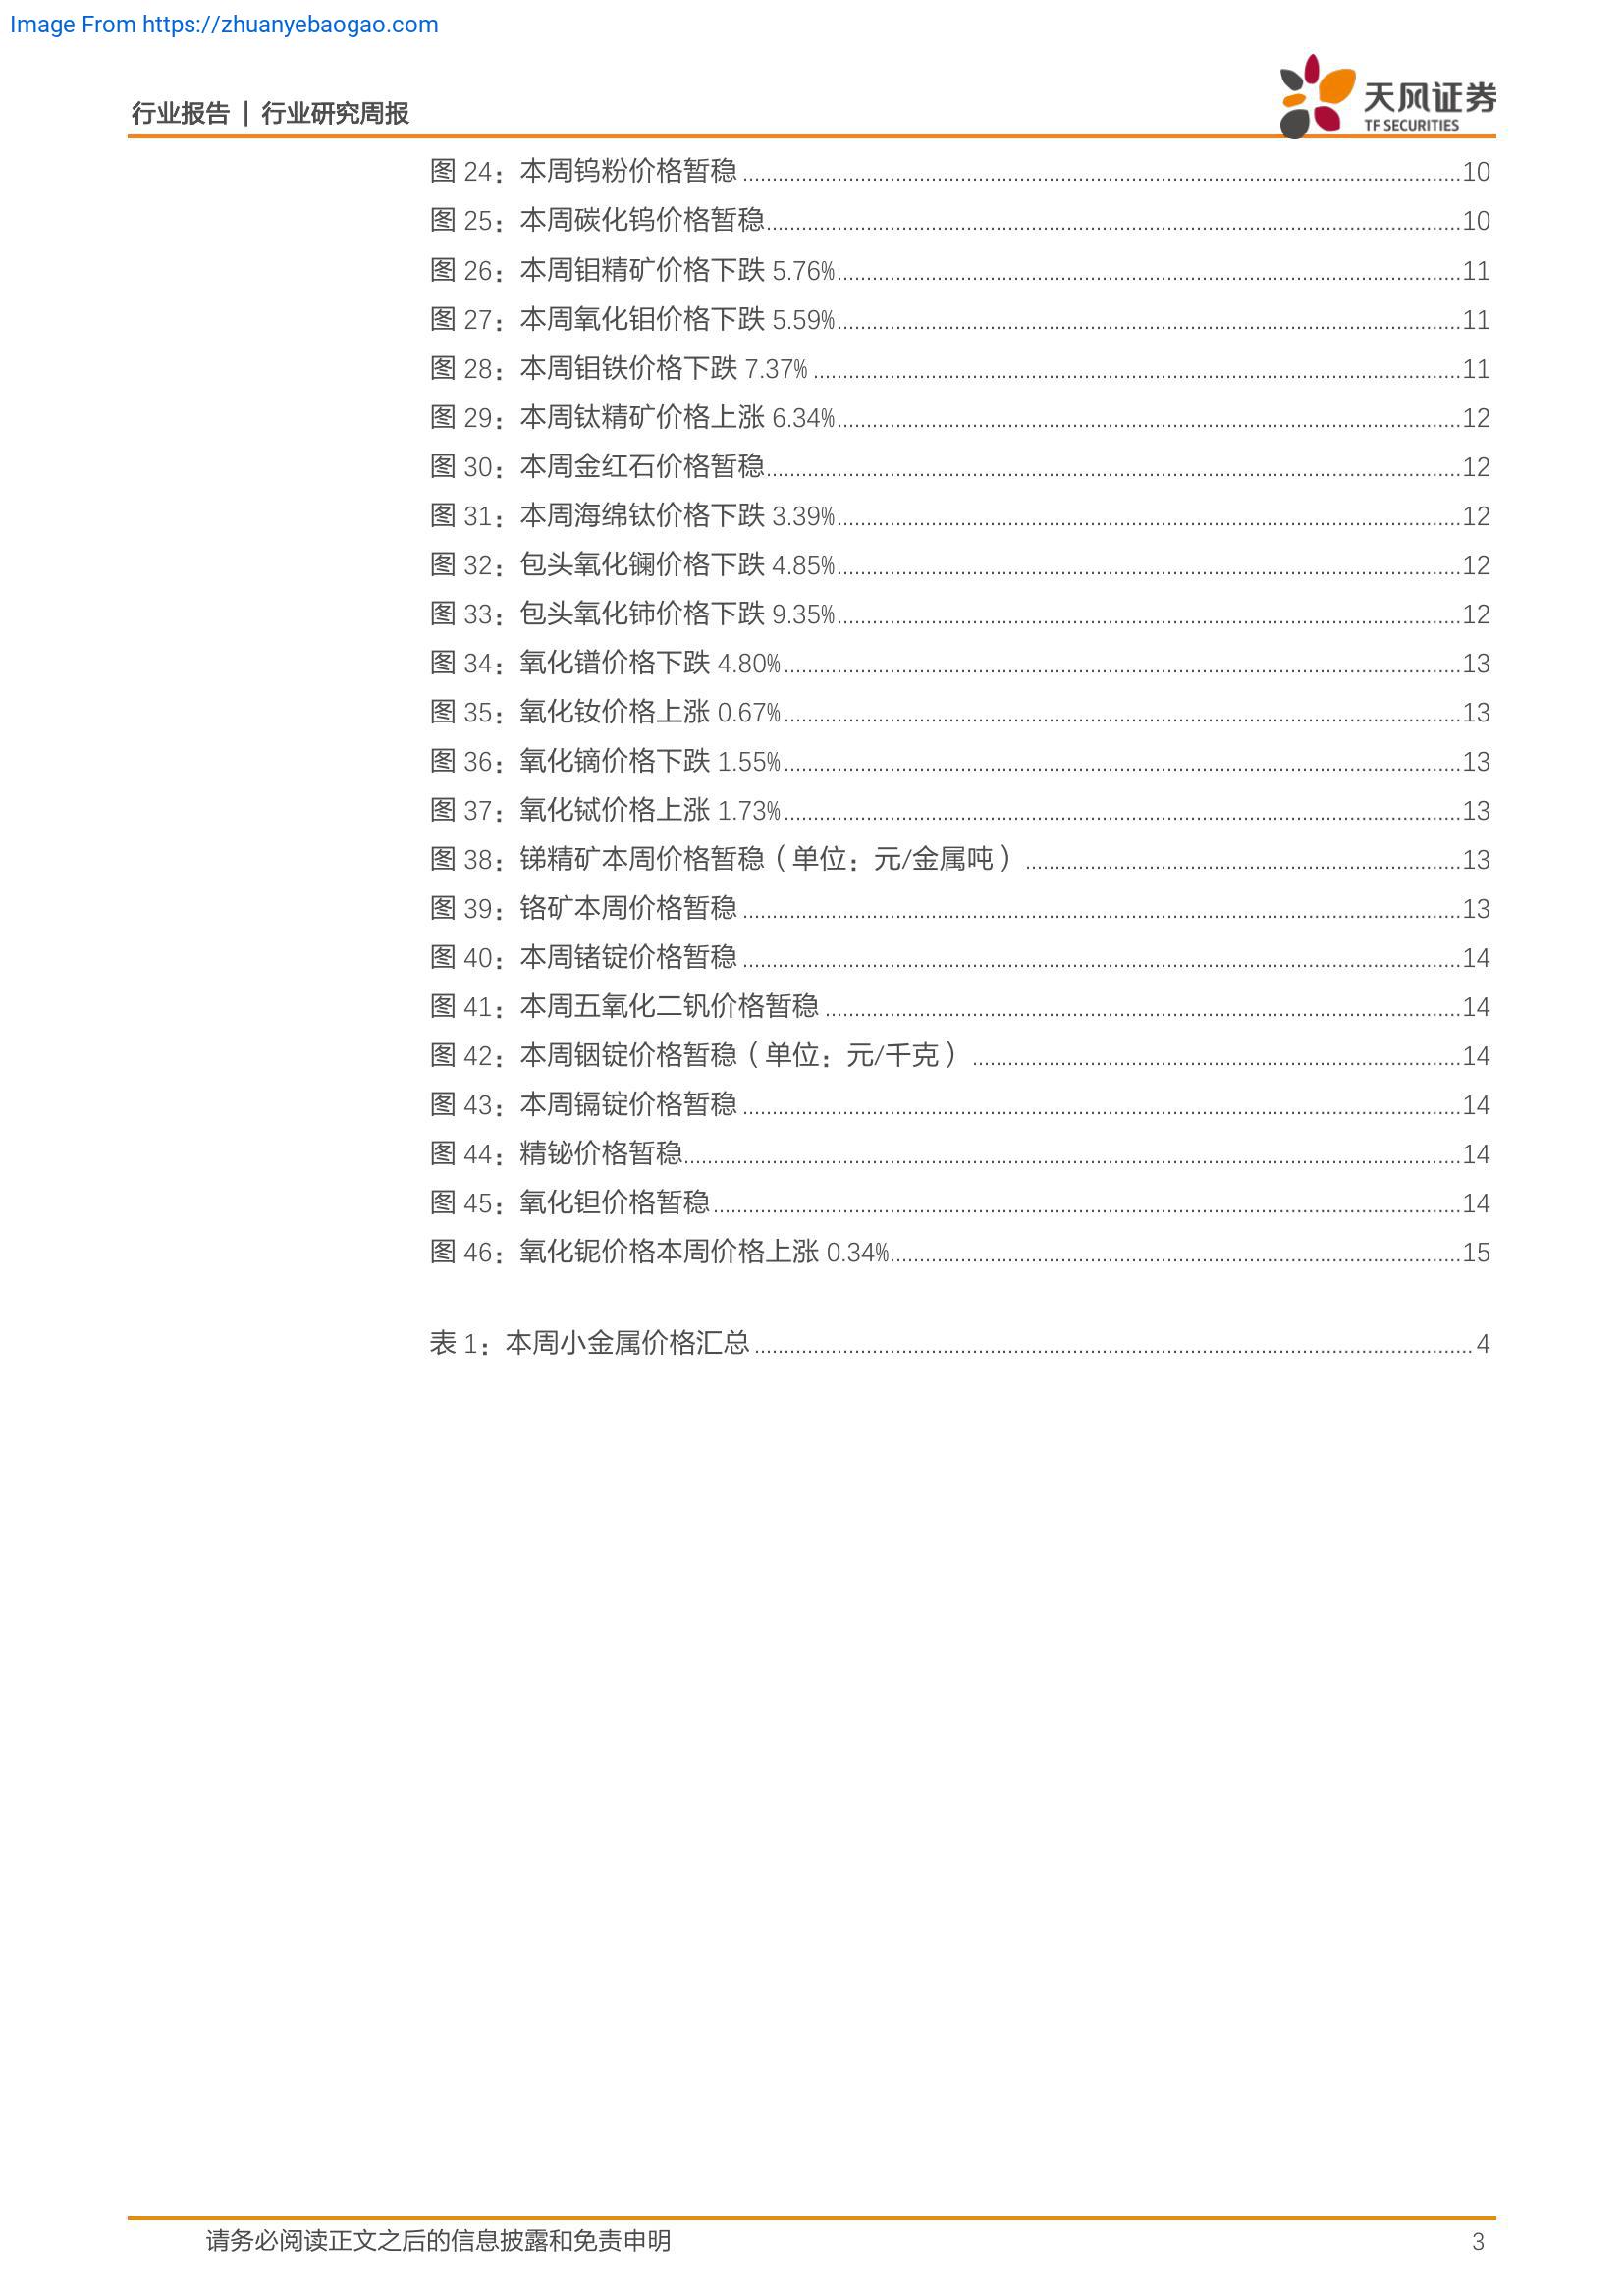 Image From https://zhuanyebaogao.com
行业报告 | 行业研究周报
天风证券
TF SECURITIES
图 24：本周钨粉价格暂稳 ........ 10
图 25：本周碳化钨价格暂稳 ........ 10
图 26：本周钼精矿价格下跌 5.76% ........ 11
图 27：本周氧化钼价格下跌 5.59% ........ 11
图 28：本周钼铁价格下跌 7.37% ........ 11
图 29：本周钛精矿价格上涨 6.34% ........ 12
图 30：本周金红石价格暂稳 ........ 12
图 31：本周海绵钛价格下跌 3.39% ........ 12
图 32：包头氧化镧价格下跌 4.85% ........ 12
图 33：包头氧化铈价格下跌 9.35% ........ 12
图 34：氧化镨价格下跌 4.80% ........ 13
图 35：氧化钕价格上涨 0.67% ........ 13
图 36：氧化镝价格下跌 1.55% ........ 13
图 37：氧化铽价格上涨 1.73% ........ 13
图 38：锑精矿本周价格暂稳（单位：元/金属吨） ........ 13
图 39：铬矿本周价格暂稳 ........ 13
图 40：本周锗锭价格暂稳 ........ 14
图 41：本周五氧化二钒价格暂稳 ........ 14
图 42：本周铟锭价格暂稳（单位：元/千克） ........ 14
图 43：本周镉锭价格暂稳 ........ 14
图 44：精铋价格暂稳 ........ 14
图 45：氧化钽价格暂稳 ........ 14
图 46：氧化铌价格本周价格上涨 0.34% ........ 15
表 1：本周小金属价格汇总 ........ 4
请务必阅读正文之后的信息披露和免责申明 3